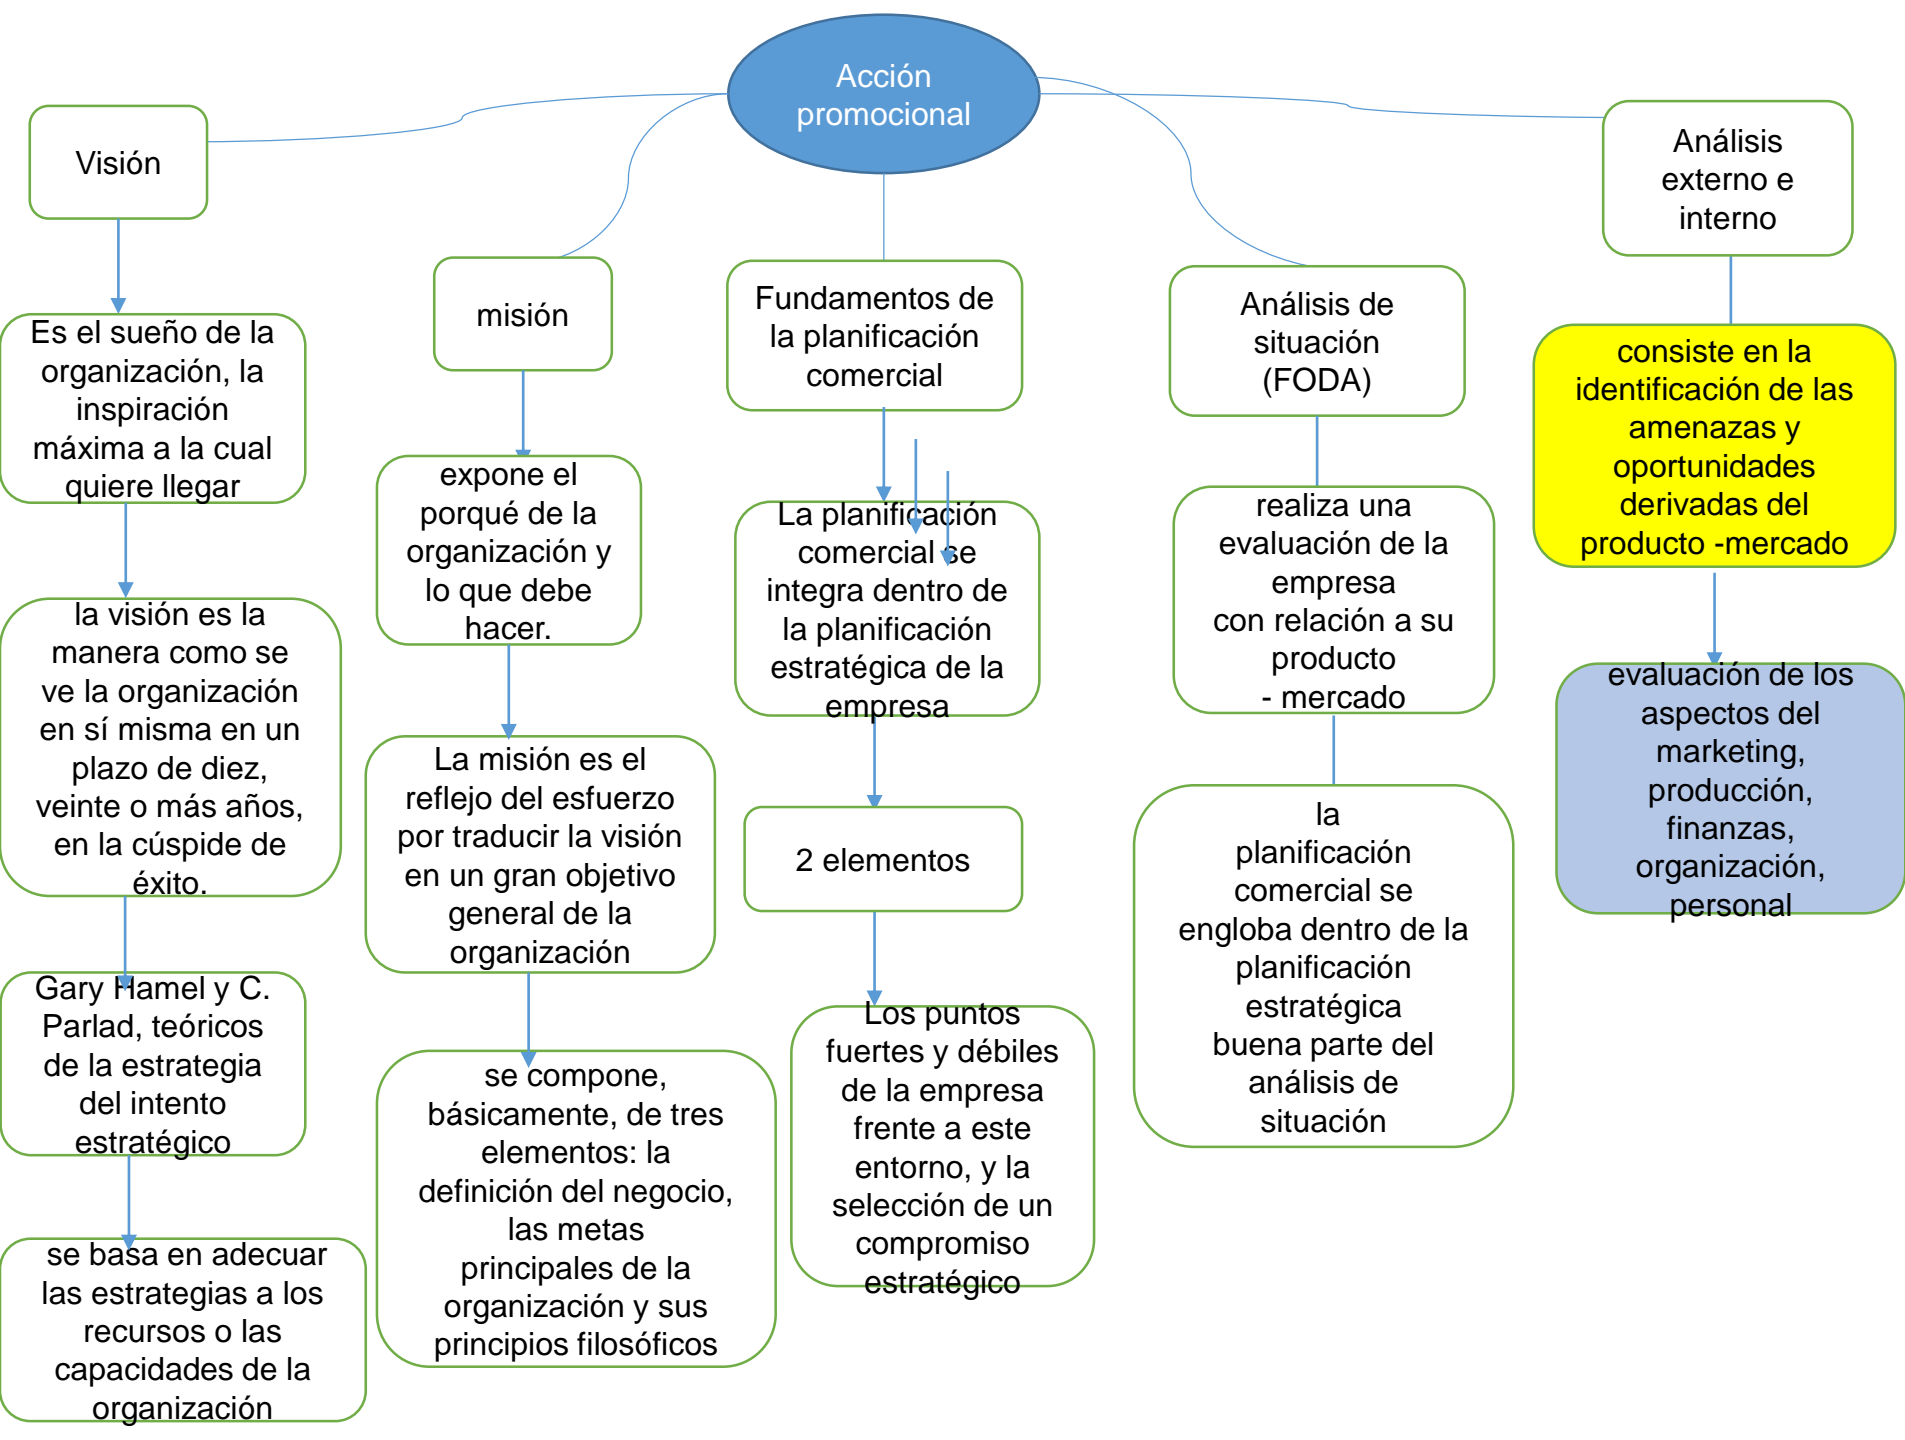 Acción
promocional
Visión
Es el sueño de la
organización, la
inspiración
máxima a la cual
quiere llegar
la visión es la
manera como se
ve la organización
en sí misma en un
plazo de diez,
veinte o más años,
en la cúspide de
éxito.
Gary Hamel y C.
Parlad, teóricos
de la estrategia
del intento
estratégico
se basa en adecuar
las estrategias a los
recursos o las
capacidades de la
organización
misión
expone el
porqué de la
organización y
lo que debe
hacer.
La misión es el
reflejo del esfuerzo
por traducir la visión
en un gran objetivo
general de la
organización
se compone,
básicamente, de tres
elementos: la
definición del negocio,
las metas
principales de la
organización y sus
principios filosóficos
Fundamentos de
la planificación
comercial
La planificación
comercial se
integra dentro de
la planificación
estratégica de la
empresa
2 elementos
Los puntos
fuertes y débiles
de la empresa
frente a este
entorno, y la
selección de un
compromiso
estratégico
Análisis de
situación
(FODA)
realiza una
evaluación de la
empresa
con relación a su
producto
- mercado
la
planificación
comercial se
engloba dentro de la
planificación
estratégica
buena parte del
análisis de
situación
Análisis
externo e
interno
consiste en la
identificación de las
amenazas y
oportunidades
derivadas del
producto -mercado
evaluación de los
aspectos del
marketing,
producción,
finanzas,
organización,
personal